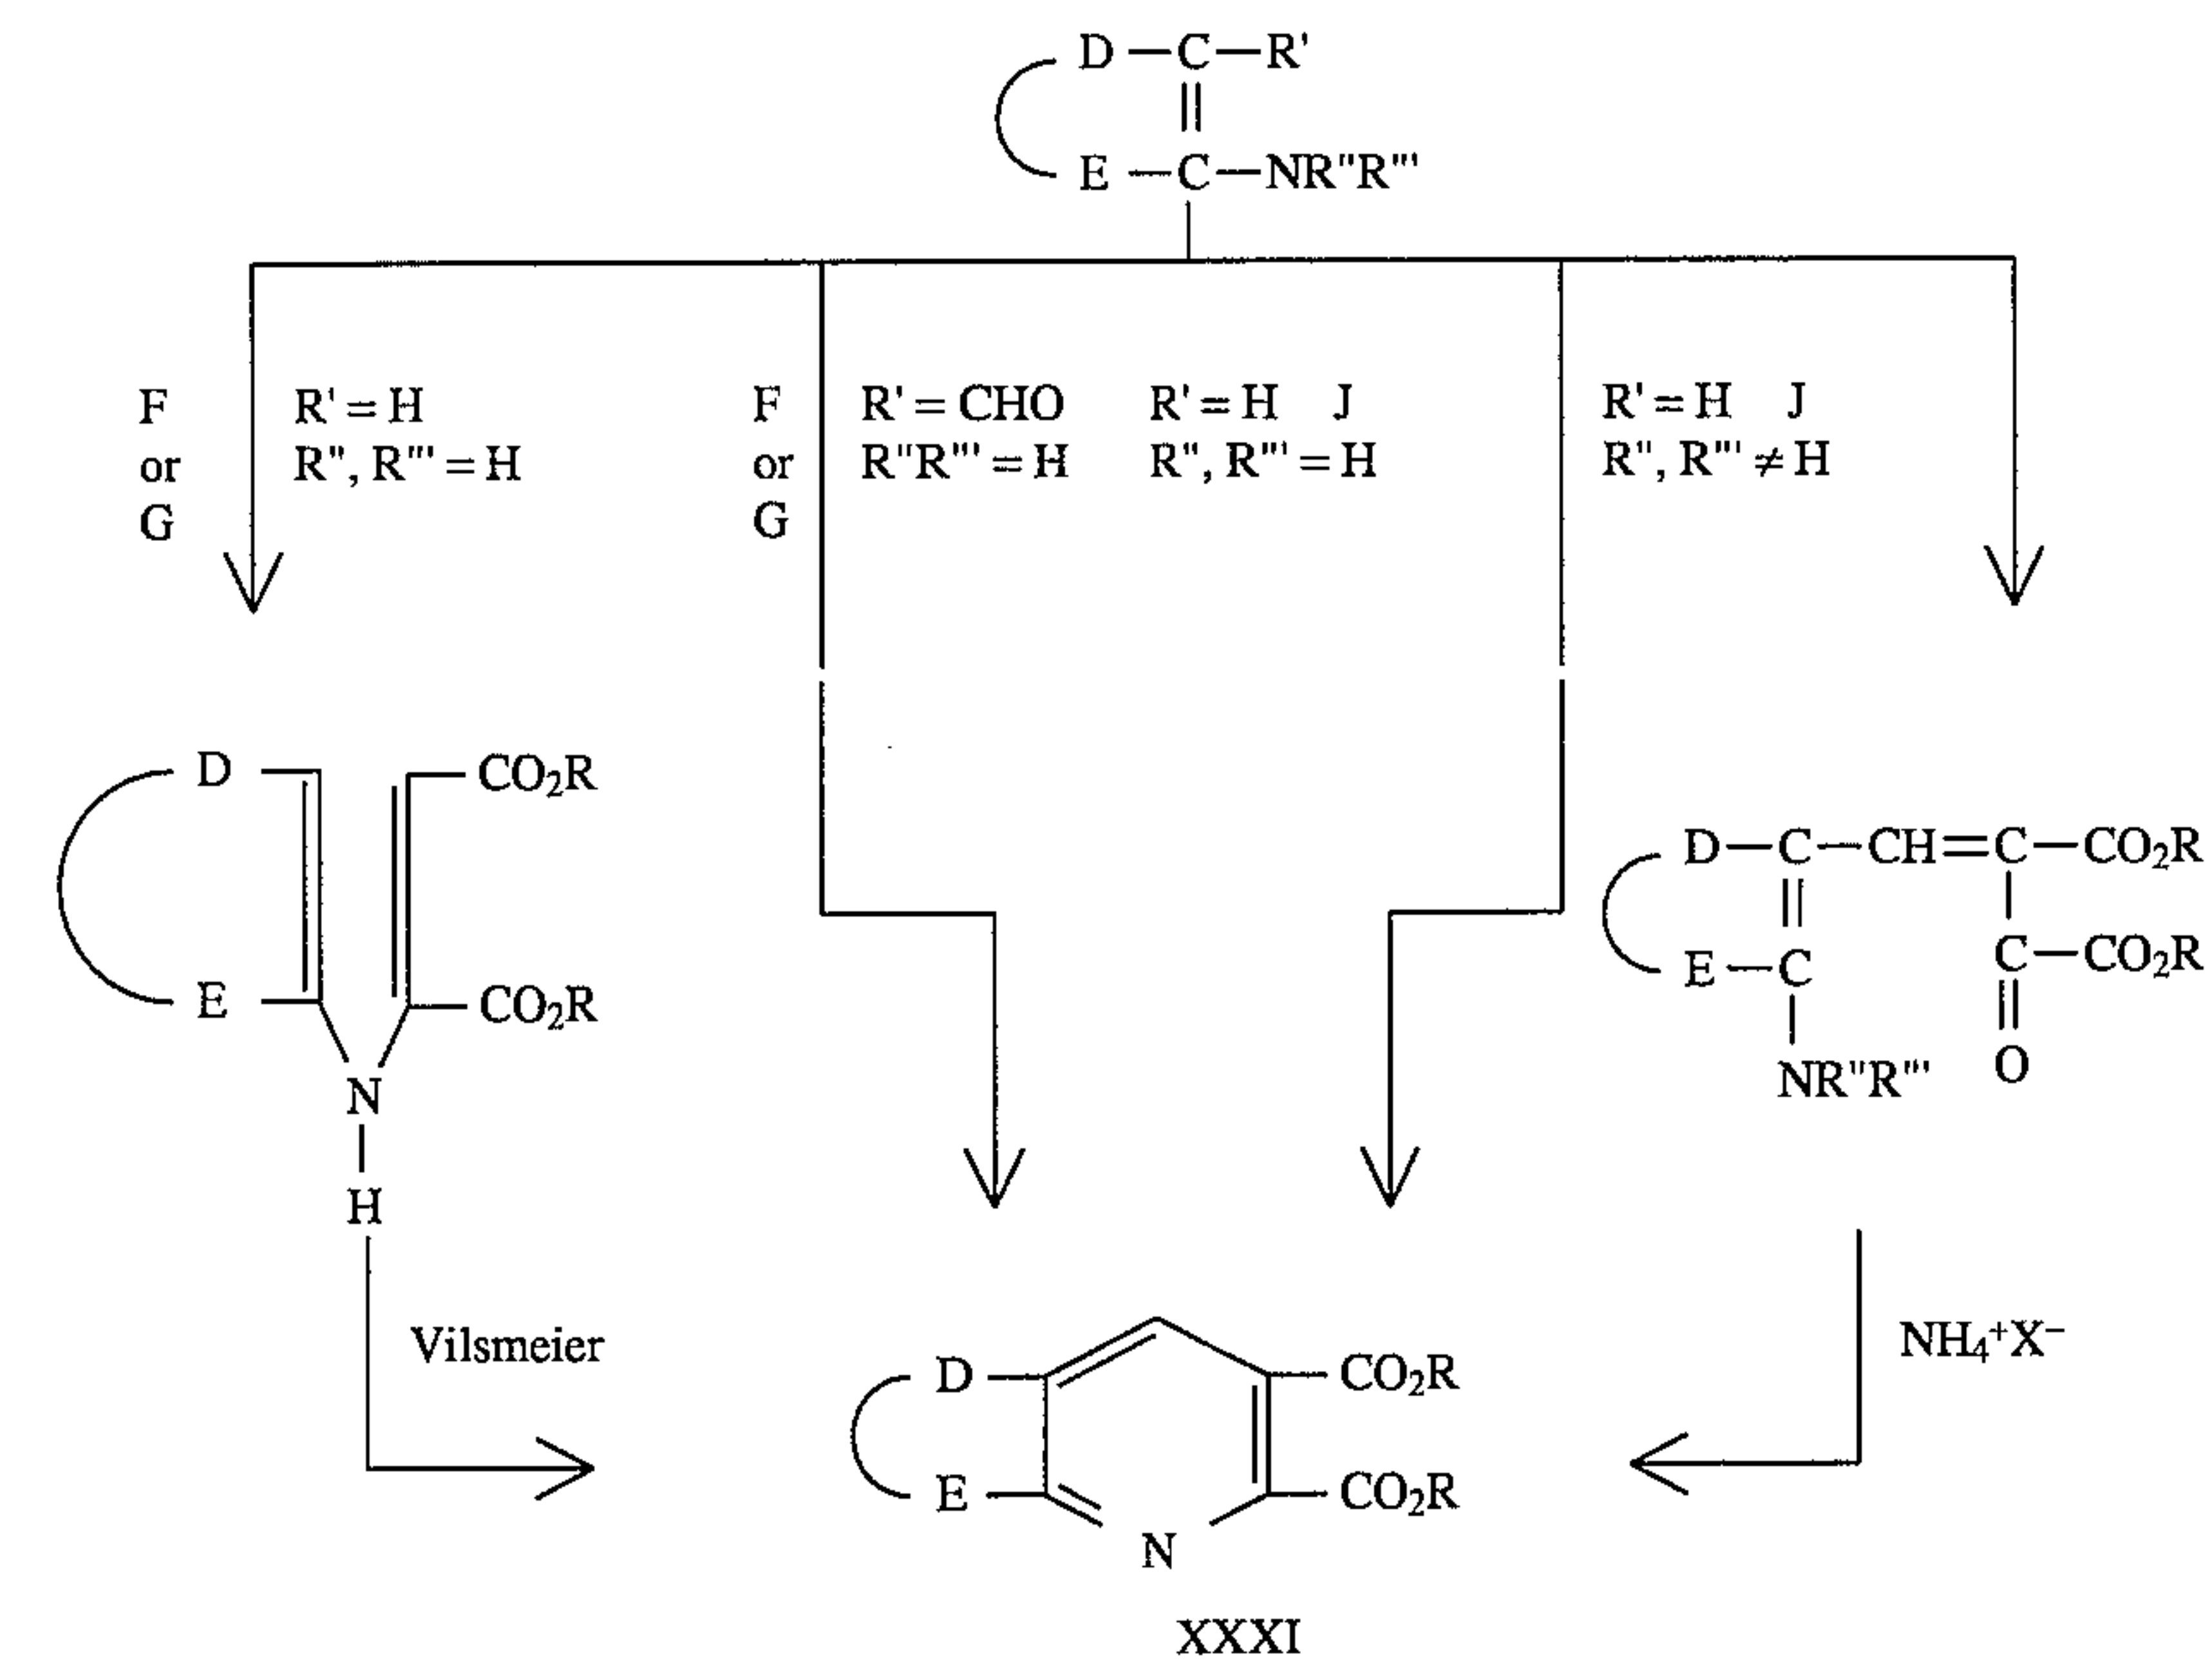 D—C—R'
E—C—NR"R'"
F R'=H F R'=CHO R'=H J R'=H J
or R", R'"=H or R"R'"=H R", R'"=H R", R'"≠H
G G
D CO₂R
D—C—CH=C—CO₂R
E CO₂R
E—C C—CO₂R
N NR"R'" O
H
Vilsmeier NH₄⁺X⁻
D CO₂R
E CO₂R
N
XXXI